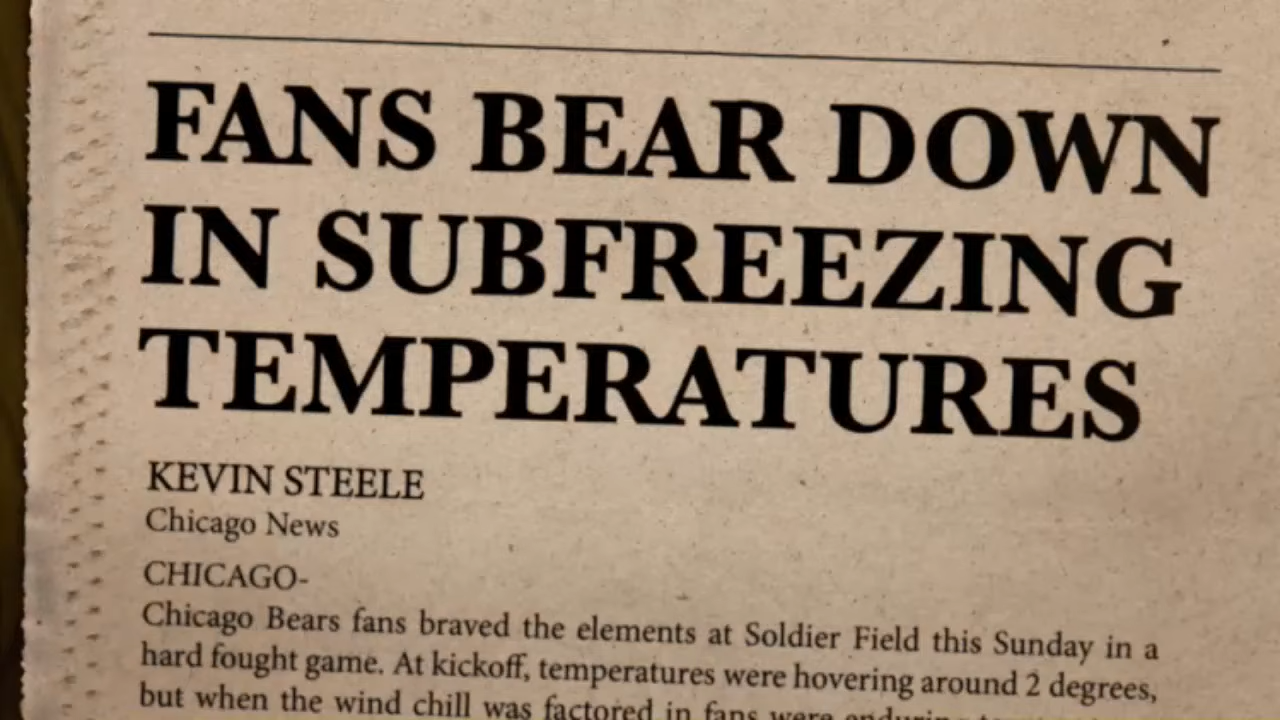 FANS BEAR DOWN
IN SUBFREEZING
TEMPERATURES
KEVIN STEELE
Chicago News
CHICAGO-
Chicago Bears fans braved the elements at Soldier Field this Sunday in a
hard fought game. At kickoff, temperatures were hovering around 2 degrees,
but when the wind chill was factored in fans were enduring